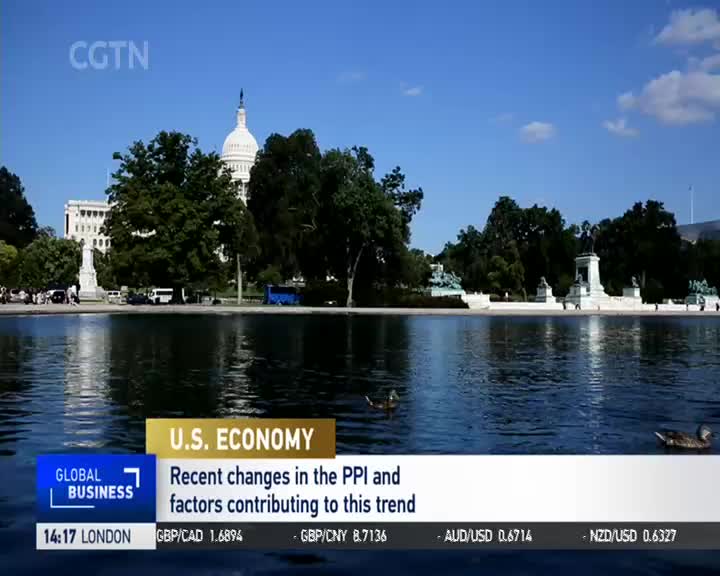 CGTN
U.S. ECONOMY
GLOBAL
BUSINESS
Recent changes in the PPI and
factors contributing to this trend
14:17 LONDON
GBP/CAD 1.6894 - GBP/CNY 8.7136 - AUD/USD 0.6714 - NZD/USD 0.6327